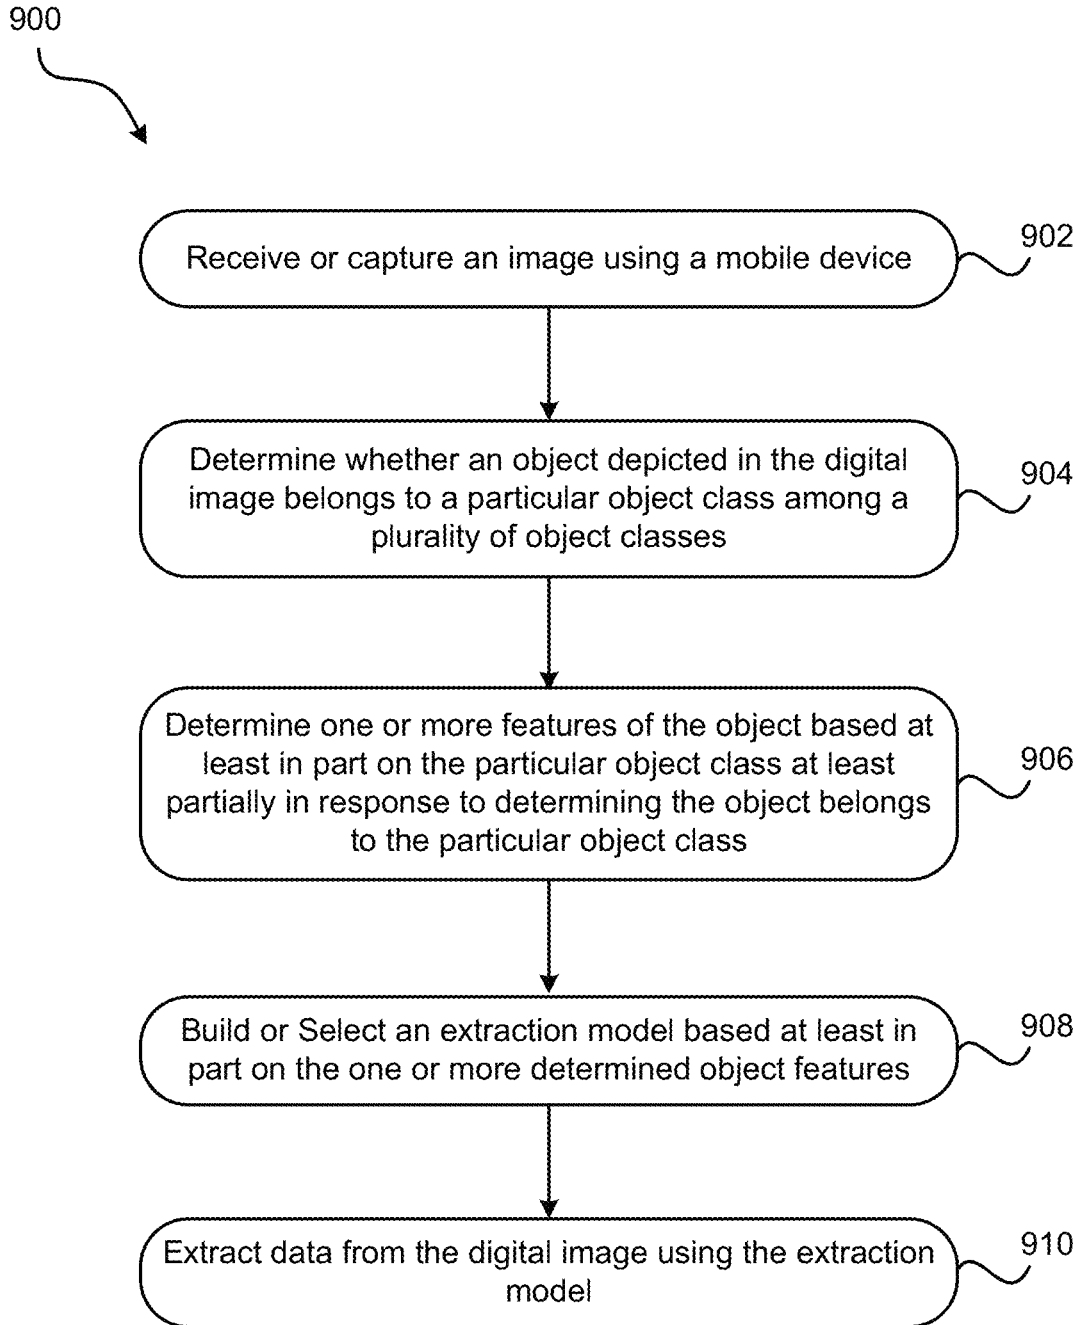 900
Receive or capture an image using a mobile device
902
Determine whether an object depicted in the digital
image belongs to a particular object class among a
plurality of object classes
904
Determine one or more features of the object based at
least in part on the particular object class at least
partially in response to determining the object belongs
to the particular object class
906
Build or Select an extraction model based at least in
part on the one or more determined object features
908
Extract data from the digital image using the extraction
model
910